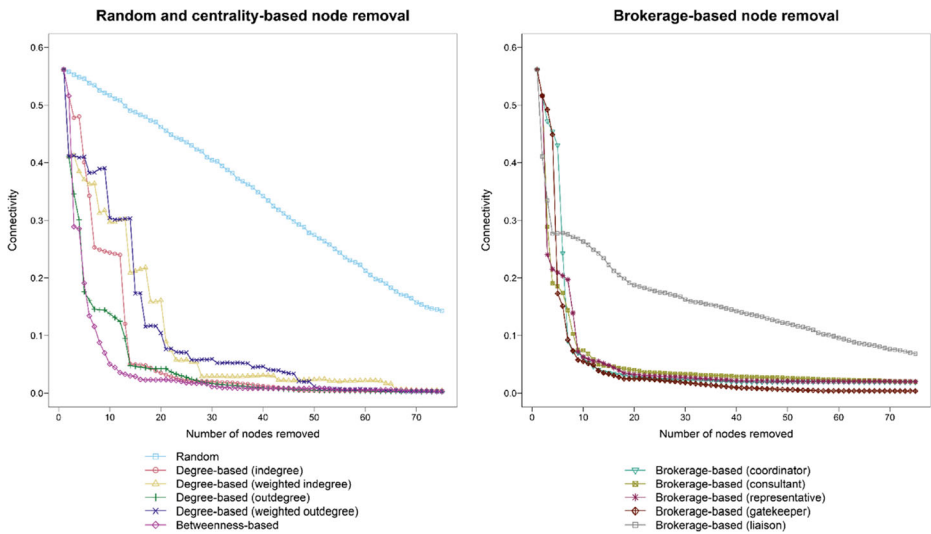 Random and centrality-based node removal
0.6
0.5
0.4
0.3
0.2
0.1
0.0
Connectivity
0 10 20 30 40 50 60 70
Number of nodes removed
Random
Degree-based (indegree)
Degree-based (weighted indegree)
Degree-based (outdegree)
Degree-based (weighted outdegree)
Betweenness-based
Brokerage-based node removal
0.6
0.5
0.4
0.3
0.2
0.1
0.0
Connectivity
0 10 20 30 40 50 60 70
Number of nodes removed
Brokerage-based (coordinator)
Brokerage-based (consultant)
Brokerage-based (representative)
Brokerage-based (gatekeeper)
Brokerage-based (liaison)